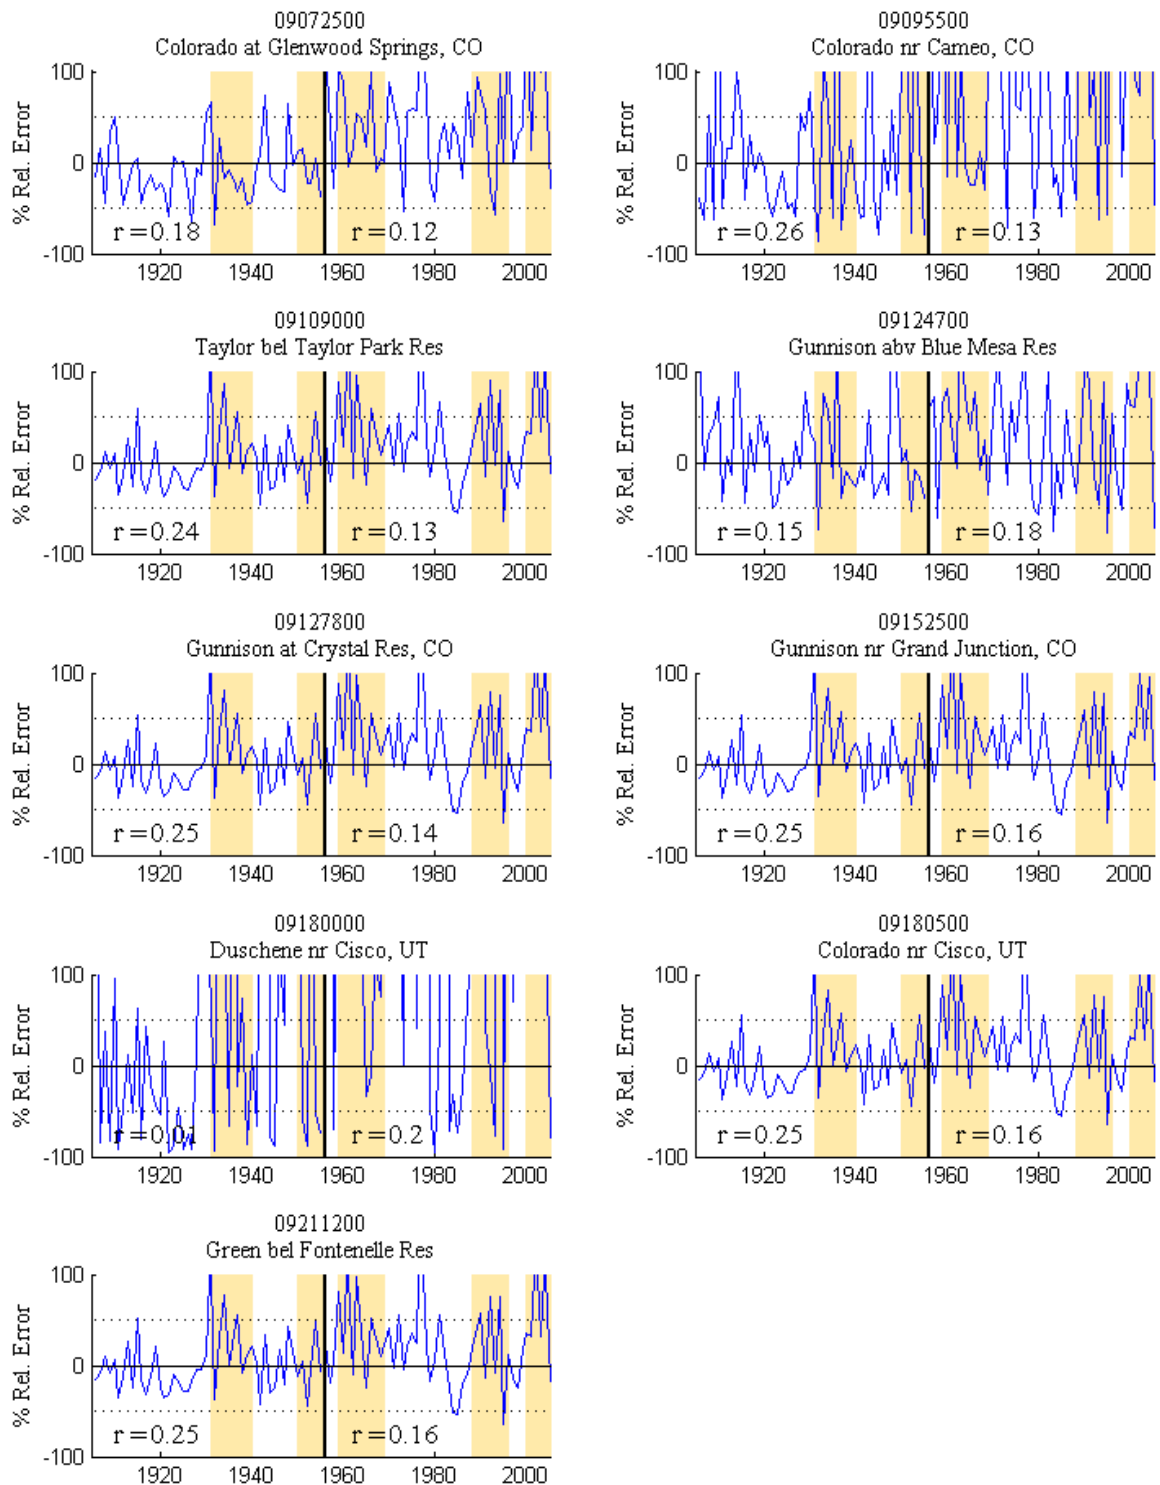 09072500
Colorado at Glenwood Springs, CO
% Rel. Error
100
0
-100
r=0.18
r=0.12
1920
1940
1960
1980
2000
09095500
Colorado nr Cameo, CO
% Rel. Error
100
0
-100
r=0.26
r=0.13
1920
1940
1960
1980
2000
09109000
Taylor bel Taylor Park Res
% Rel. Error
100
0
-100
r=0.24
r=0.13
1920
1940
1960
1980
2000
09124700
Gunnison abv Blue Mesa Res
% Rel. Error
100
0
-100
r=0.15
r=0.18
1920
1940
1960
1980
2000
09127800
Gunnison at Crystal Res, CO
% Rel. Error
100
0
-100
r=0.25
r=0.14
1920
1940
1960
1980
2000
09152500
Gunnison nr Grand Junction, CO
% Rel. Error
100
0
-100
r=0.25
r=0.16
1920
1940
1960
1980
2000
09180000
Duschene nr Cisco, UT
% Rel. Error
100
0
-100
r=0.01
r=0.2
1920
1940
1960
1980
2000
09180500
Colorado nr Cisco, UT
% Rel. Error
100
0
-100
r=0.25
r=0.16
1920
1940
1960
1980
2000
09211200
Green bel Fontenelle Res
% Rel. Error
100
0
-100
r=0.25
r=0.16
1920
1940
1960
1980
2000